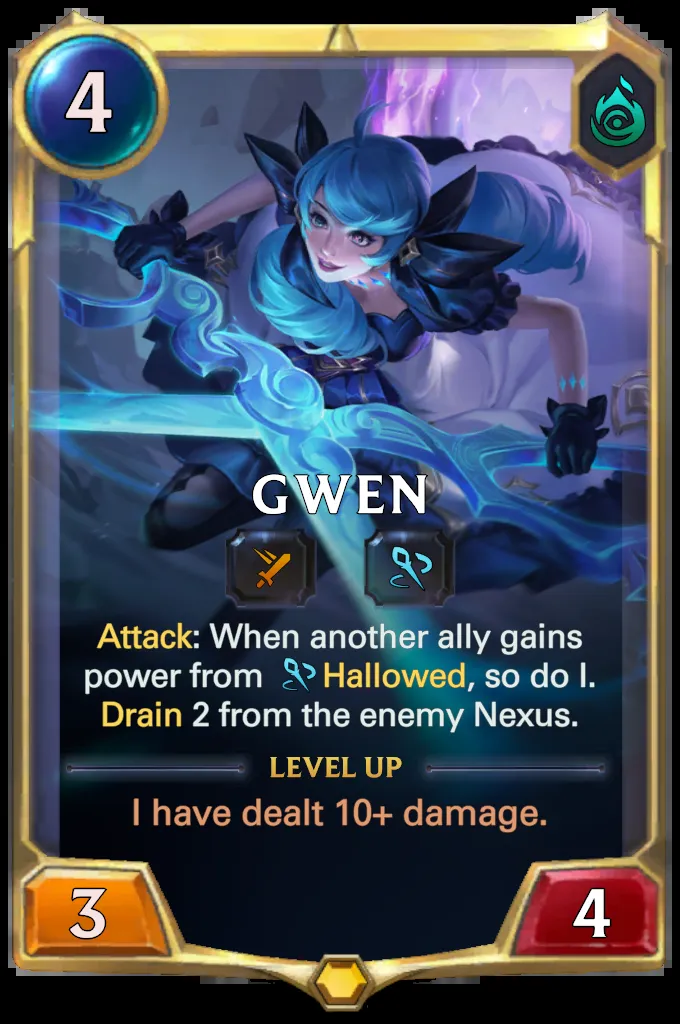 4
GWEN
Attack: When another ally gains
power from Hallowed, so do I.
Drain 2 from the enemy Nexus.
LEVEL UP
I have dealt 10+ damage.
3
4